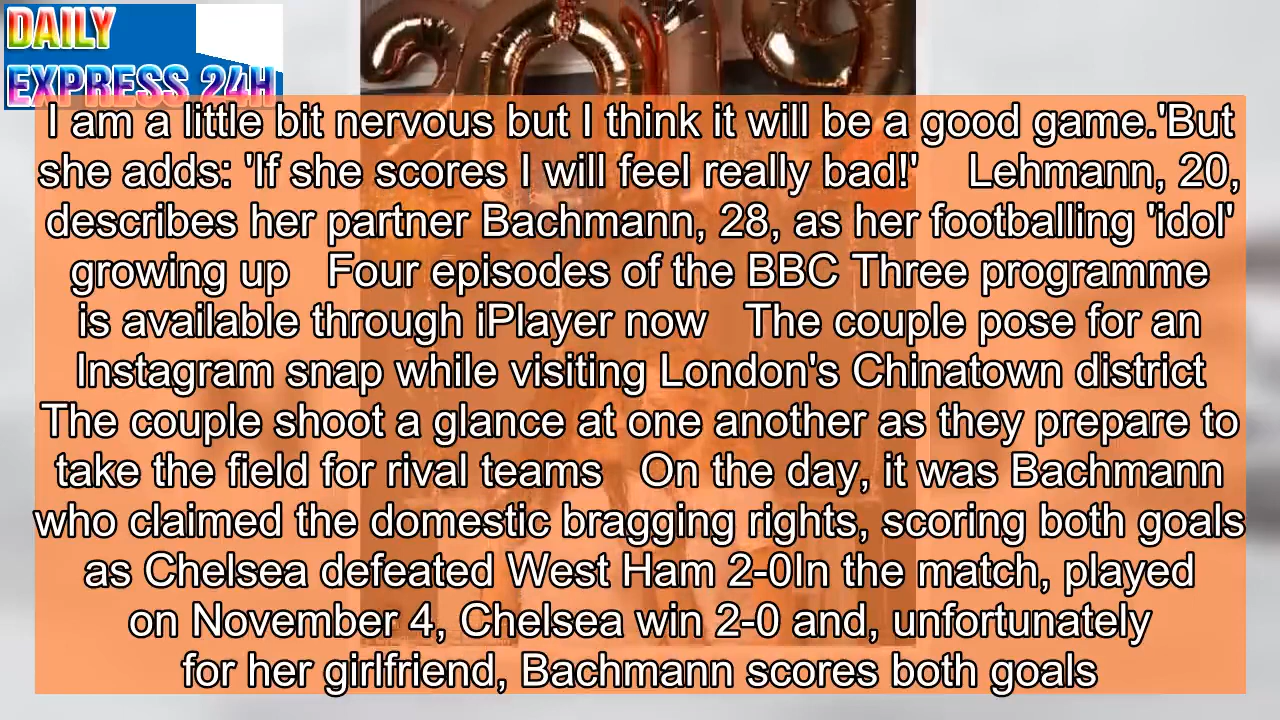 DAILY
EXPRESS 24H
2019
I am a little bit nervous but I think it will be a good game.'But
she adds: 'If she scores I will feel really bad!'    Lehmann, 20,
describes her partner Bachmann, 28, as her footballing 'idol'
growing up   Four episodes of the BBC Three programme
is available through iPlayer now   The couple pose for an
Instagram snap while visiting London's Chinatown district
The couple shoot a glance at one another as they prepare to
take the field for rival teams   On the day, it was Bachmann
who claimed the domestic bragging rights, scoring both goals
as Chelsea defeated West Ham 2-0In the match, played
on November 4, Chelsea win 2-0 and, unfortunately
for her girlfriend, Bachmann scores both goals